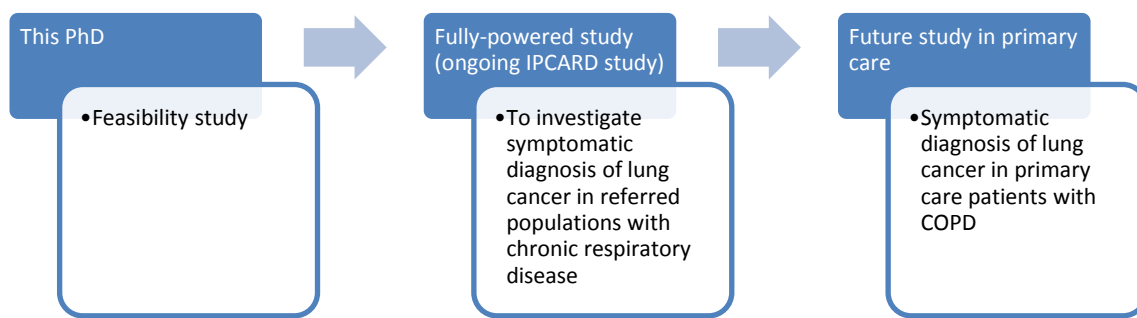 This PhD
•Feasibility study
Fully-powered study
(ongoing IPCARD study)
•To investigate
symptomatic
diagnosis of lung
cancer in referred
populations with
chronic respiratory
disease
Future study in primary
care
•Symptomatic
diagnosis of lung
cancer in primary
care patients with
COPD